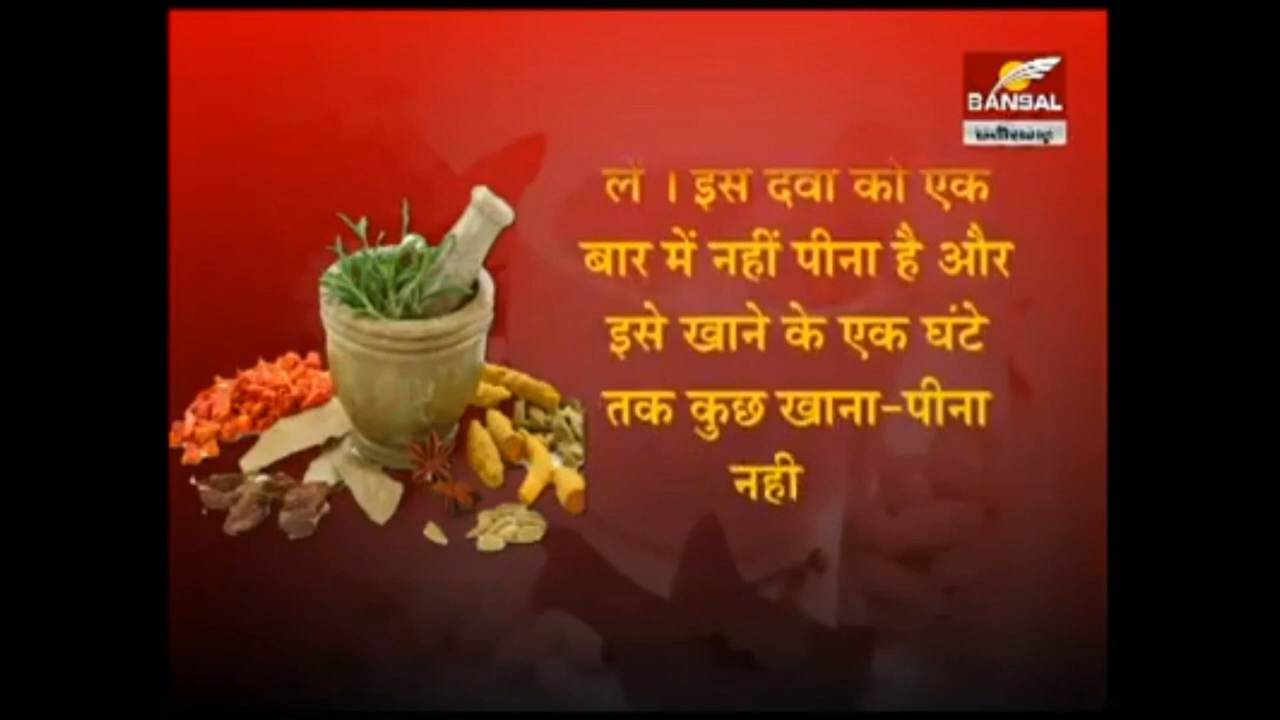 BANSAL
लें । इस दवा को एक
बार में नहीं पीना है और
इसे खाने के एक घंटे
तक कुछ खाना-पीना
नही